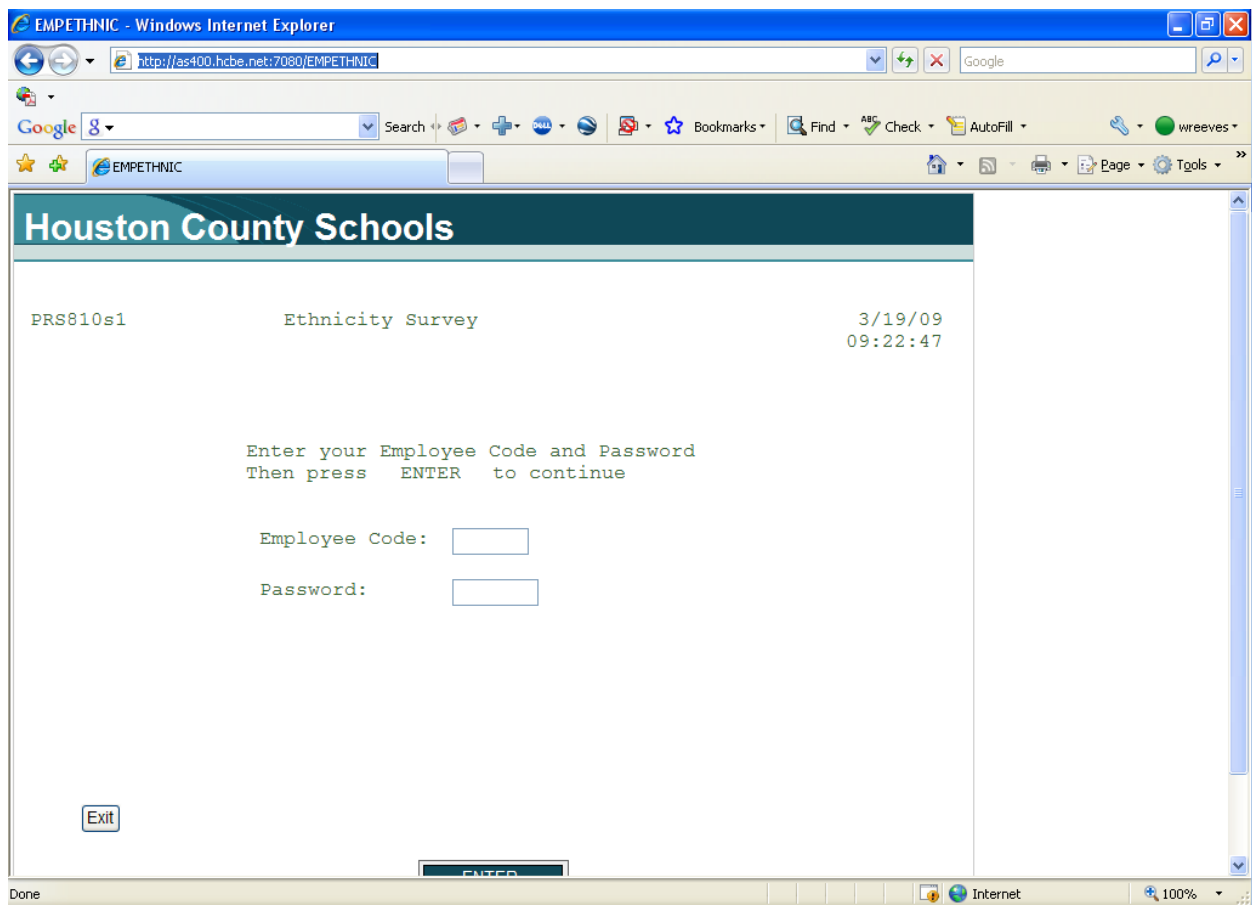 EMPETHNIC - Windows Internet Explorer
http://as400.hcbe.net:7080/EMPETHNIC
Google
Google
Search
Bookmarks
Find
ABC Check
AutoFill
wreeves
EMPETHNIC
Page
Tools
Houston County Schools
PRS810s1 Ethnicity Survey 3/19/09
09:22:47
Enter your Employee Code and Password
Then press ENTER to continue
Employee Code:
Password:
Exit
ENTER
Done Internet 100%